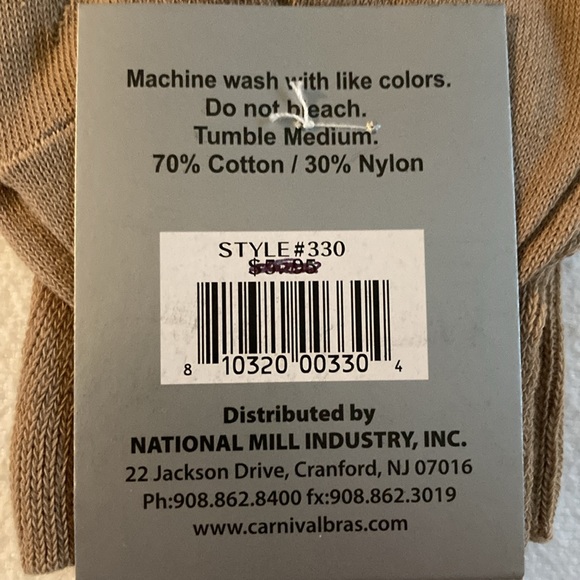 Machine wash with like colors.
Do not bleach.
Tumble Medium.
70% Cotton / 30% Nylon
STYLE#330
8 10320 00330 4
Distributed by
NATIONAL MILL INDUSTRY, INC.
22 Jackson Drive, Cranford, NJ 07016
Ph:908.862.8400 fx:908.862.3019
www.carnivalbras.com